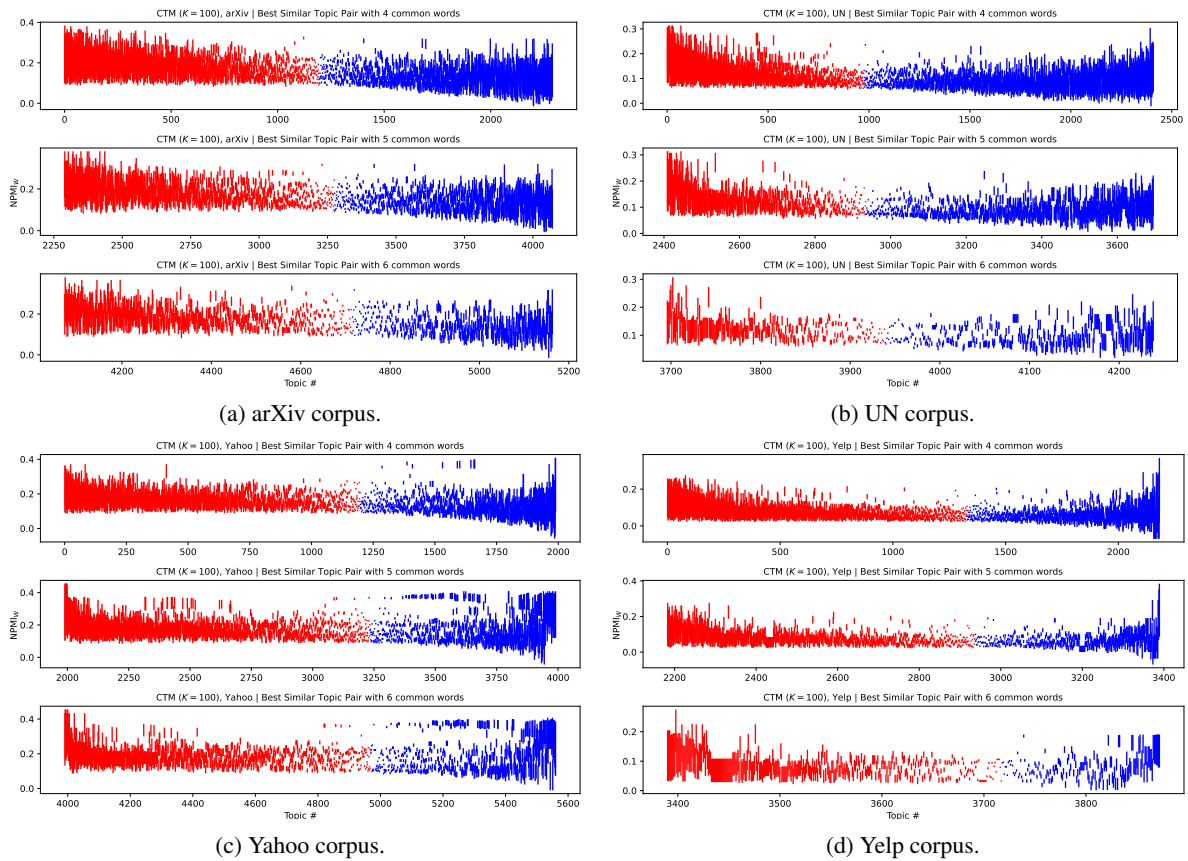 CTM (K = 100), arXiv | Best Similar Topic Pair with 4 common words
0.4
0.2
0.0
0 500 1000 1500 2000
CTM (K = 100), arXiv | Best Similar Topic Pair with 5 common words
NPMI_W
0.2
0.0
2250 2500 2750 3000 3250 3500 3750 4000
CTM (K = 100), arXiv | Best Similar Topic Pair with 6 common words
0.2
0.0
4200 4400 4600 4800 5000 5200
Topic #
(a) arXiv corpus.
CTM (K = 100), UN | Best Similar Topic Pair with 4 common words
0.3
0.2
0.1
0.0
0 500 1000 1500 2000 2500
CTM (K = 100), UN | Best Similar Topic Pair with 5 common words
NPMI_W
0.3
0.2
0.1
0.0
2400 2600 2800 3000 3200 3400 3600
CTM (K = 100), UN | Best Similar Topic Pair with 6 common words
0.3
0.2
0.1
3700 3800 3900 4000 4100 4200
Topic #
(b) UN corpus.
CTM (K = 100), Yahoo | Best Similar Topic Pair with 4 common words
0.4
0.2
0.0
0 250 500 750 1000 1250 1500 1750 2000
CTM (K = 100), Yahoo | Best Similar Topic Pair with 5 common words
NPMI_W
0.4
0.2
0.0
2000 2250 2500 2750 3000 3250 3500 3750 4000
CTM (K = 100), Yahoo | Best Similar Topic Pair with 6 common words
0.4
0.2
0.0
4000 4200 4400 4600 4800 5000 5200 5400 5600
Topic #
(c) Yahoo corpus.
CTM (K = 100), Yelp | Best Similar Topic Pair with 4 common words
0.2
0.0
0 500 1000 1500 2000
CTM (K = 100), Yelp | Best Similar Topic Pair with 5 common words
NPMI_W
0.4
0.2
0.0
2200 2400 2600 2800 3000 3200 3400
CTM (K = 100), Yelp | Best Similar Topic Pair with 6 common words
0.2
0.1
0.0
3400 3500 3600 3700 3800
Topic #
(d) Yelp corpus.